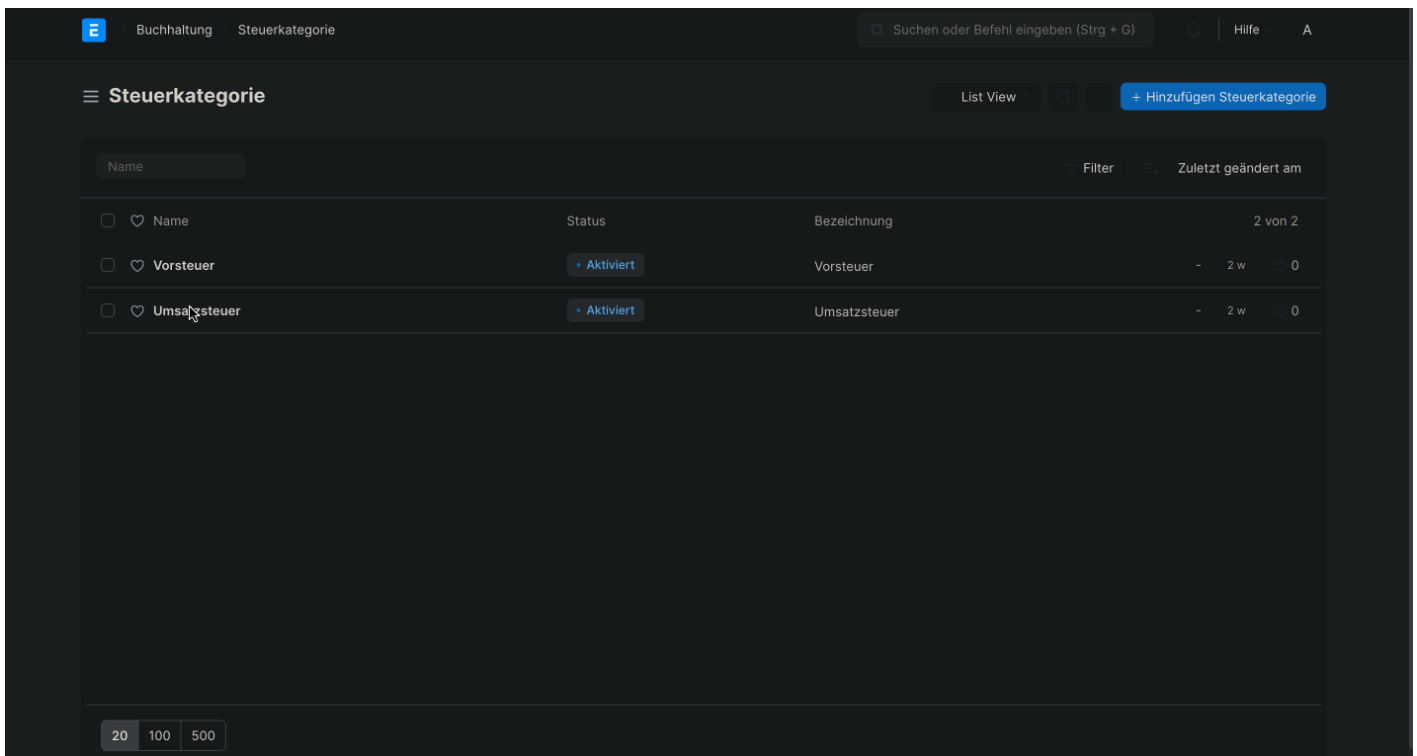 E Buchhaltung Steuerkategorie Suchen oder Befehl eingeben (Strg + G) Hilfe A
Steuerkategorie List View + Hinzufügen Steuerkategorie
Name Filter Zuletzt geändert am
Name Status Bezeichnung 2 von 2
Vorsteuer Aktiviert Vorsteuer - 2 w 0
Umsatzsteuer Aktiviert Umsatzsteuer - 2 w 0
20 100 500